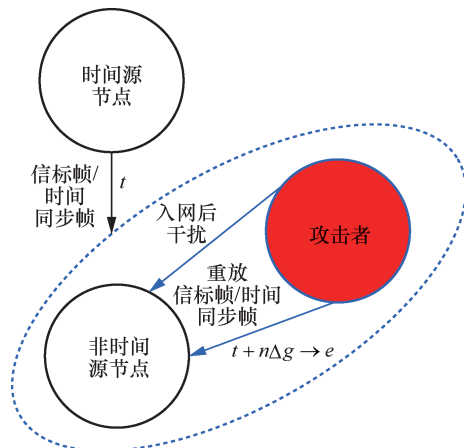 时间源
节点
信标帧/
时间
同步帧
t
入网后
干扰
攻击者
重放
信标帧/时间
同步帧
t + nΔg → e
非时间
源节点